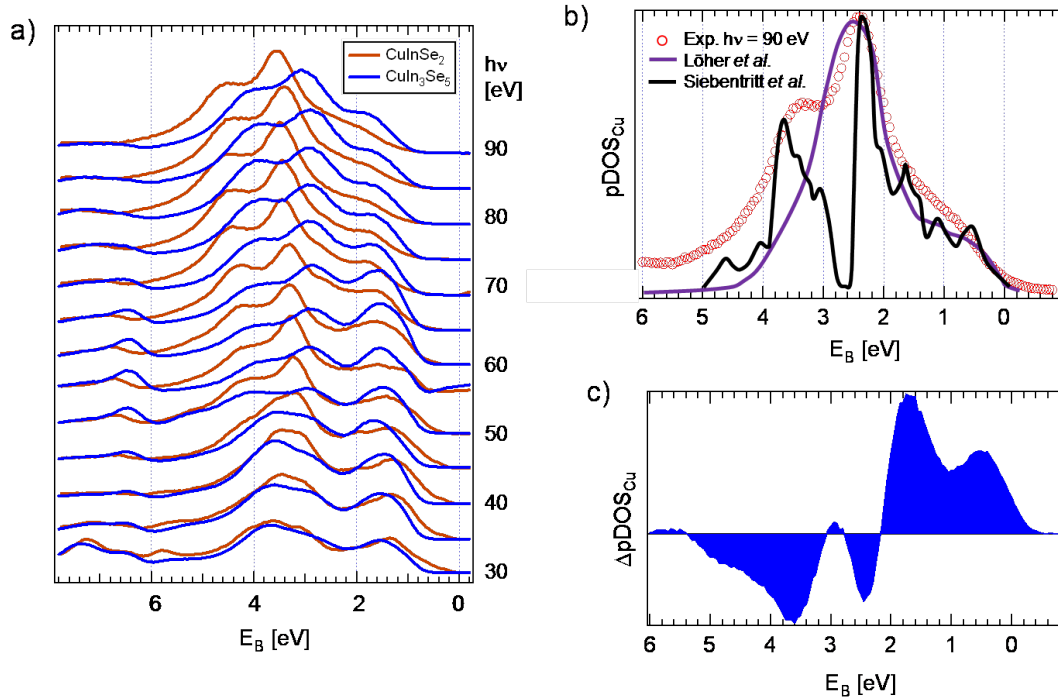 a)
CuInSe2
CuIn3Se5
hν
[eV]
90
80
70
60
50
40
30
6 4 2 0
EB [eV]
b)
Exp. hν = 90 eV
Löher et al.
Siebentritt et al.
pDOSCu
6 5 4 3 2 1 0
EB [eV]
c)
ΔpDOSCu
6 5 4 3 2 1 0
EB [eV]